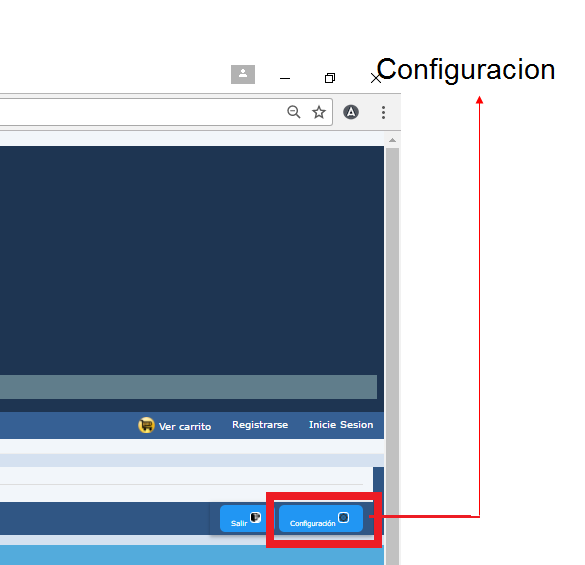 Configuracion
Ver carrito Registrarse Inicie Sesion
Salir Configuración